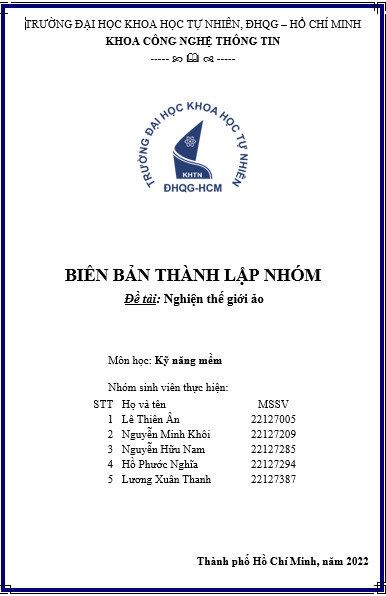 TRƯỜNG ĐẠI HỌC KHOA HỌC TỰ NHIÊN, ĐHQG – HỒ CHÍ MINH
KHOA CÔNG NGHỆ THÔNG TIN
----- -----
TRƯỜNG ĐẠI HỌC KHOA HỌC TỰ NHIÊN
KHTN
ĐHQG-HCM
BIÊN BẢN THÀNH LẬP NHÓM
Đề tài: Nghiện thế giới ảo
Môn học: Kỹ năng mềm
Nhóm sinh viên thực hiện:
STT Họ và tên MSSV
1 Lê Thiên Ân 22127005
2 Nguyễn Minh Khôi 22127209
3 Nguyễn Hữu Nam 22127285
4 Hồ Phước Nghĩa 22127294
5 Lương Xuân Thanh 22127387
Thành phố Hồ Chí Minh, năm 2022